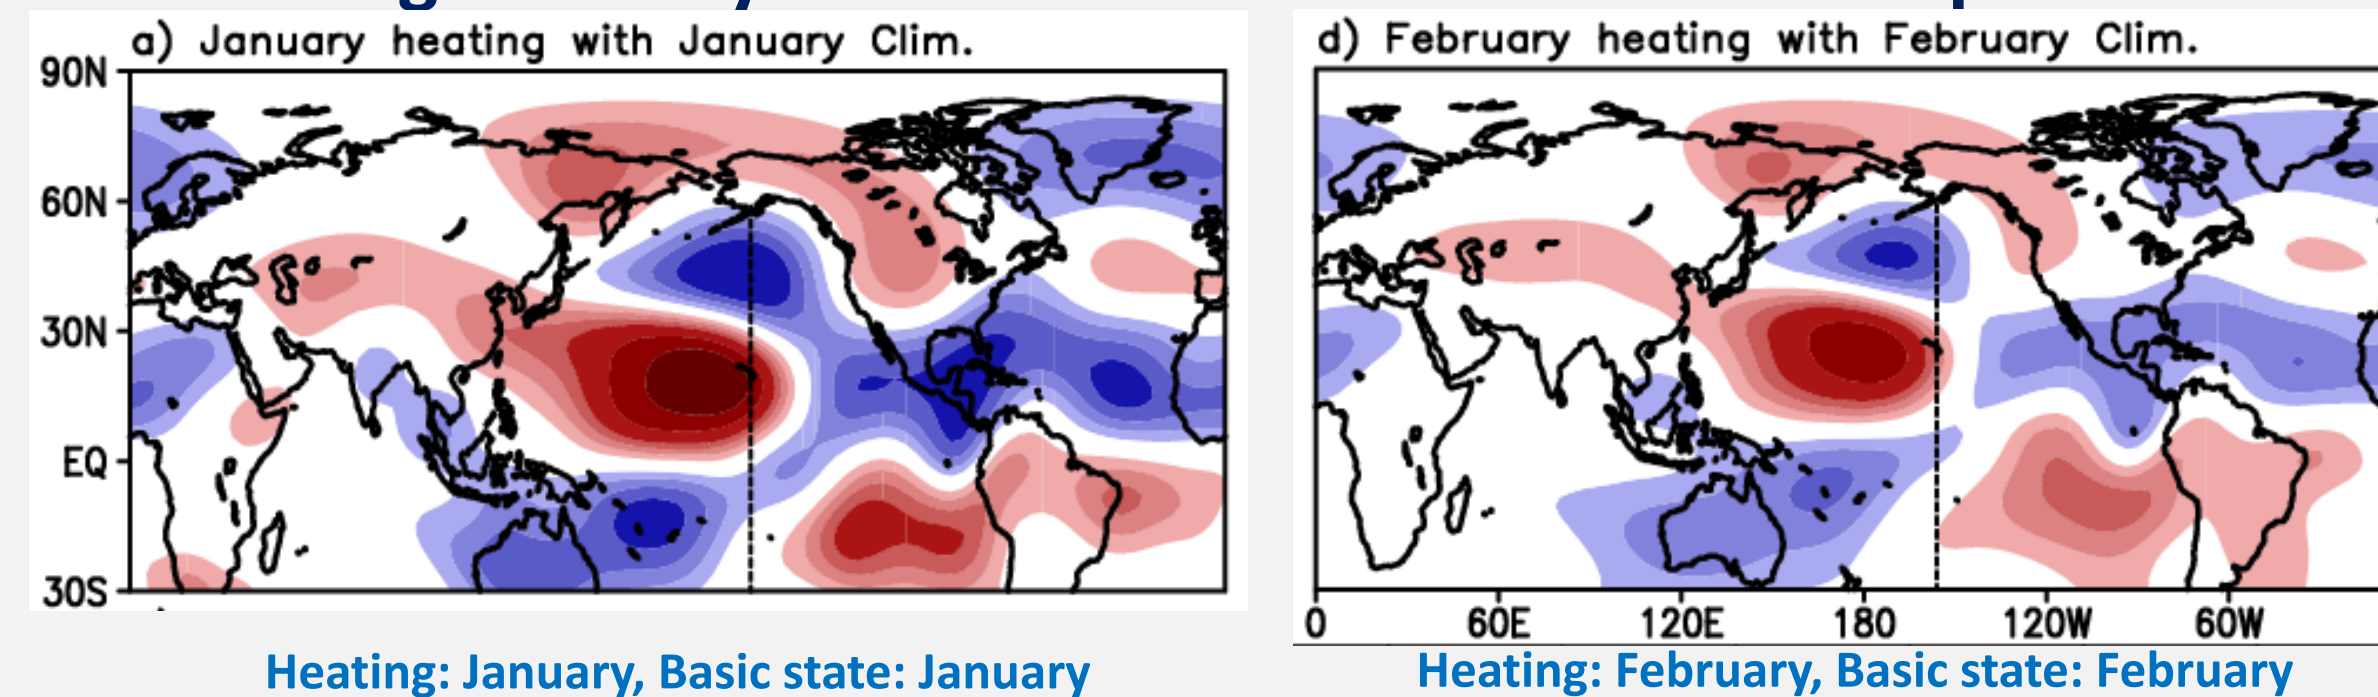 a) January heating with January Clim.
90N
60N
30N
EQ
30S
Heating: January, Basic state: January
d) February heating with February Clim.
0 60E 120E 180 120W 60W
Heating: February, Basic state: February